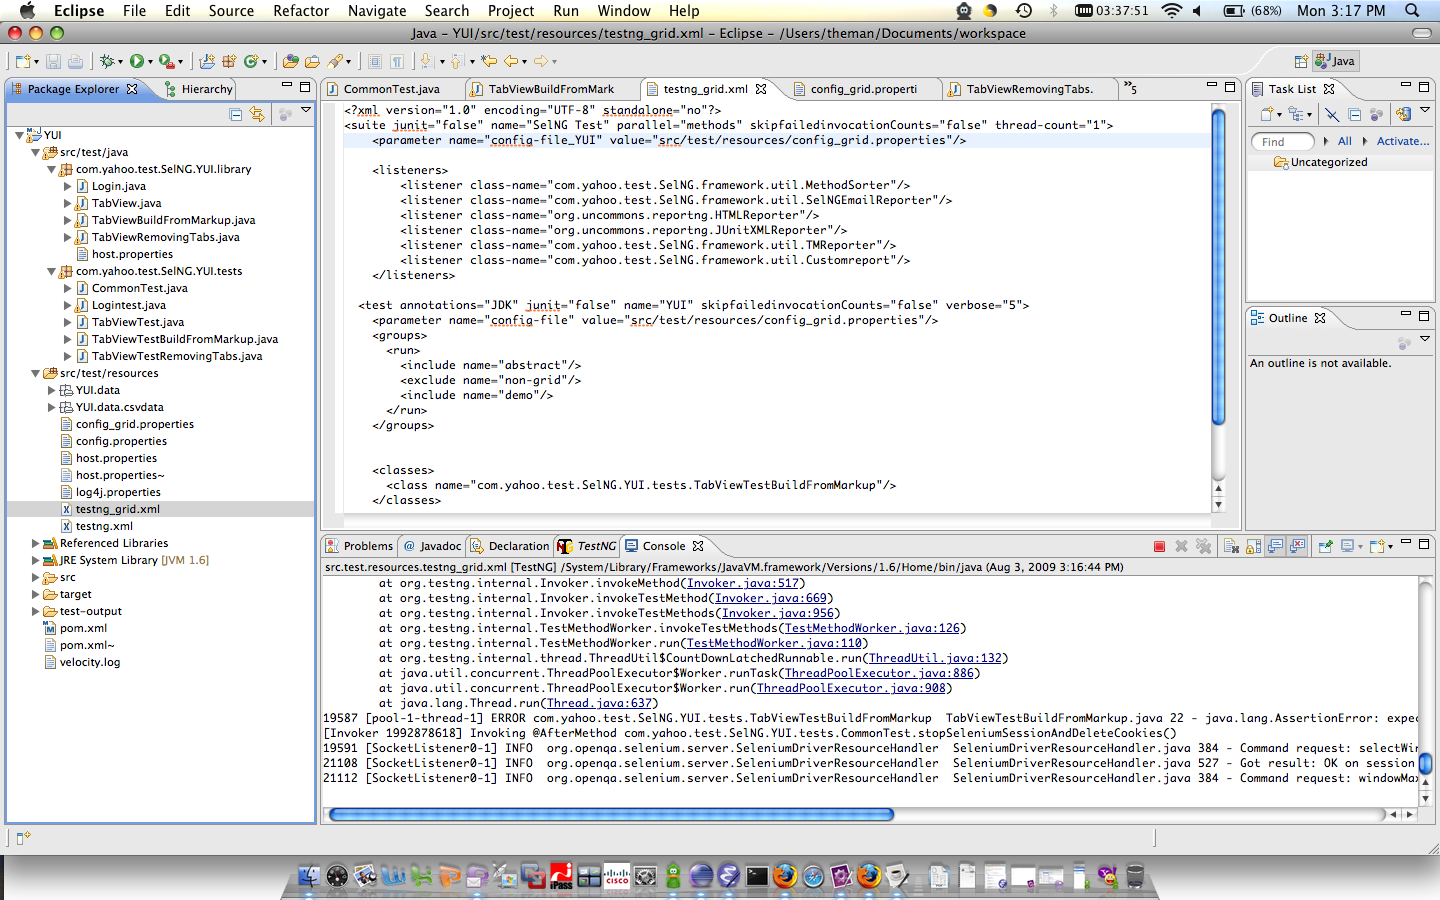 Eclipse File Edit Source Refactor Navigate Search Project Run Window Help 03:37:51 (68%) Mon 3:17 PM
Java - YUI/src/test/resources/testng_grid.xml - Eclipse - /Users/theman/Documents/workspace
Java
Package Explorer Hierarchy
YUI
src/test/java
com.yahoo.test.SelNG.YUI.library
Login.java
TabView.java
TabViewBuildFromMarkup.java
TabViewRemovingTabs.java
host.properties
com.yahoo.test.SelNG.YUI.tests
CommonTest.java
Logintest.java
TabViewTest.java
TabViewTestBuildFromMarkup.java
TabViewTestRemovingTabs.java
src/test/resources
YUI.data
YUI.data.csvdata
config_grid.properties
config.properties
host.properties
host.properties~
log4j.properties
testng_grid.xml
testng.xml
Referenced Libraries
JRE System Library [JVM 1.6]
src
target
test-output
pom.xml
pom.xml~
velocity.log
CommonTest.java TabViewBuildFromMark testng_grid.xml config_grid.properti TabViewRemovingTabs. »5
<?xml version="1.0" encoding="UTF-8" standalone="no"?>
<suite junit="false" name="SelNG Test" parallel="methods" skipfailedinvocationCounts="false" thread-count="1">
<parameter name="config-file_YUI" value="src/test/resources/config_grid.properties"/>
<listeners>
<listener class-name="com.yahoo.test.SelNG.framework.util.MethodSorter"/>
<listener class-name="com.yahoo.test.SelNG.framework.util.SelNGEmailReporter"/>
<listener class-name="org.uncommons.reportng.HTMLReporter"/>
<listener class-name="org.uncommons.reportng.JUnitXMLReporter"/>
<listener class-name="com.yahoo.test.SelNG.framework.util.TMReporter"/>
<listener class-name="com.yahoo.test.SelNG.framework.util.Customreport"/>
</listeners>
<test annotations="JDK" junit="false" name="YUI" skipfailedinvocationCounts="false" verbose="5">
<parameter name="config-file" value="src/test/resources/config_grid.properties"/>
<groups>
<run>
<include name="abstract"/>
<exclude name="non-grid"/>
<include name="demo"/>
</run>
</groups>
<classes>
<class name="com.yahoo.test.SelNG.YUI.tests.TabViewTestBuildFromMarkup"/>
</classes>
Task List
Find All Activate...
Uncategorized
Outline
An outline is not available.
Problems @ Javadoc Declaration TestNG Console
src.test.resources.testng_grid.xml [TestNG] /System/Library/Frameworks/JavaVM.framework/Versions/1.6/Home/bin/java (Aug 3, 2009 3:16:44 PM)
at org.testng.internal.Invoker.invokeMethod(Invoker.java:517)
at org.testng.internal.Invoker.invokeTestMethod(Invoker.java:669)
at org.testng.internal.Invoker.invokeTestMethods(Invoker.java:956)
at org.testng.internal.TestMethodWorker.invokeTestMethods(TestMethodWorker.java:126)
at org.testng.internal.TestMethodWorker.run(TestMethodWorker.java:110)
at org.testng.internal.thread.ThreadUtil$CountDownLatchedRunnable.run(ThreadUtil.java:132)
at java.util.concurrent.ThreadPoolExecutor$Worker.runTask(ThreadPoolExecutor.java:886)
at java.util.concurrent.ThreadPoolExecutor$Worker.run(ThreadPoolExecutor.java:908)
at java.lang.Thread.run(Thread.java:637)
19587 [pool-1-thread-1] ERROR com.yahoo.test.SelNG.YUI.tests.TabViewTestBuildFromMarkup TabViewTestBuildFromMarkup.java 22 - java.lang.AssertionError: expec
[Invoker 1992878618] Invoking @AfterMethod com.yahoo.test.SelNG.YUI.tests.CommonTest.stopSeleniumSessionAndDeleteCookies()
19591 [SocketListener0-1] INFO org.openqa.selenium.server.SeleniumDriverResourceHandler SeleniumDriverResourceHandler.java 384 - Command request: selectWin
21108 [SocketListener0-1] INFO org.openqa.selenium.server.SeleniumDriverResourceHandler SeleniumDriverResourceHandler.java 527 - Got result: OK on session
21112 [SocketListener0-1] INFO org.openqa.selenium.server.SeleniumDriverResourceHandler SeleniumDriverResourceHandler.java 384 - Command request: windowMax
iPass
CISCO